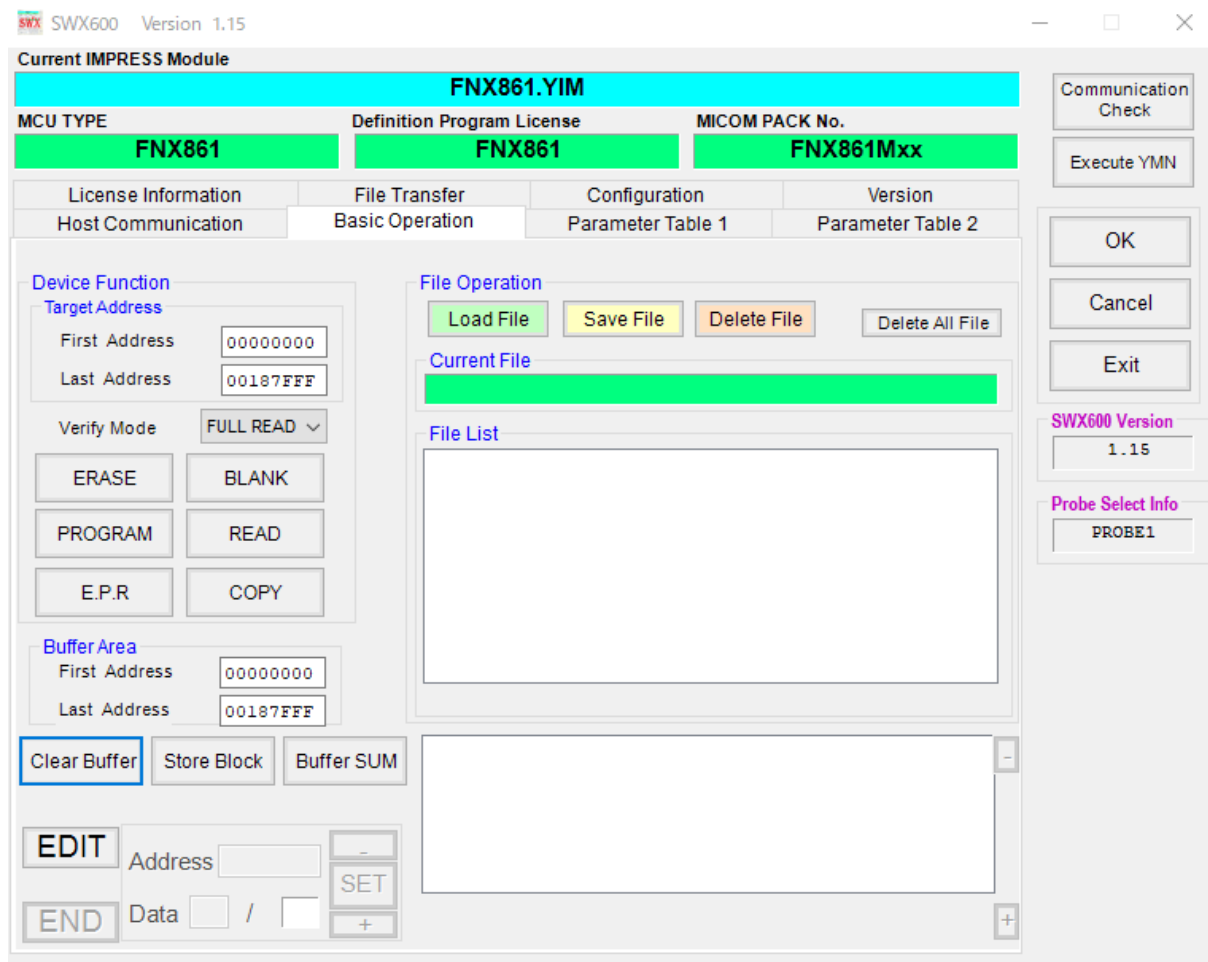 SWX SWX600 Version 1.15
Current IMPRESS Module
FNX861.YIM
MCU TYPE Definition Program License MICOM PACK No.
FNX861 FNX861 FNX861Mxx
License Information File Transfer Configuration Version
Host Communication Basic Operation Parameter Table 1 Parameter Table 2
Device Function
Target Address
First Address 00000000
Last Address 00187FFF
Verify Mode FULL READ
ERASE BLANK
PROGRAM READ
E.P.R COPY
Buffer Area
First Address 00000000
Last Address 00187FFF
Clear Buffer Store Block Buffer SUM
EDIT Address -
SET
END Data / +
File Operation
Load File Save File Delete File Delete All File
Current File
File List
-
+
Communication
Check
Execute YMN
OK
Cancel
Exit
SWX600 Version
1.15
Probe Select Info
PROBE1